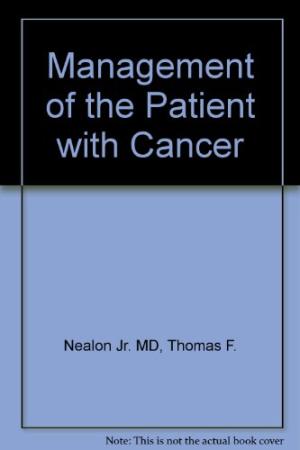 Management
of the Patient
with Cancer
Nealon Jr. MD, Thomas F.
Note: This is not the actual book cover